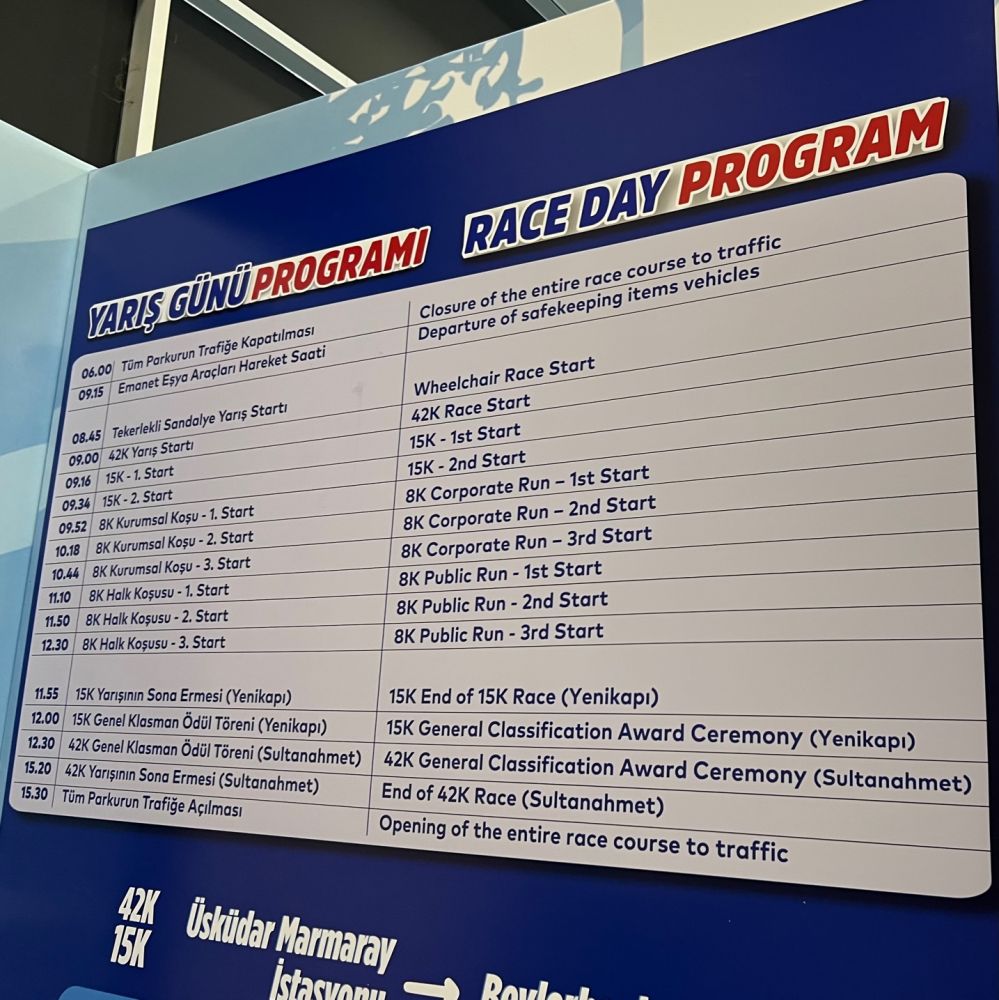 YARIŞ GÜNÜ PROGRAMI RACE DAY PROGRAM
06.00 Tüm Parkurun Trafiğe Kapatılması Closure of the entire race course to traffic
09.15 Emanet Eşya Araçları Hareket Saati Departure of safekeeping items vehicles
08.45 Tekerlekli Sandalye Yarış Startı Wheelchair Race Start
09.00 42K Yarış Startı 42K Race Start
09.16 15K - 1. Start 15K - 1st Start
09.34 15K - 2. Start 15K - 2nd Start
09.52 8K Kurumsal Koşu - 1. Start 8K Corporate Run – 1st Start
10.18 8K Kurumsal Koşu - 2. Start 8K Corporate Run – 2nd Start
10.44 8K Kurumsal Koşu - 3. Start 8K Corporate Run – 3rd Start
11.10 8K Halk Koşusu - 1. Start 8K Public Run - 1st Start
11.50 8K Halk Koşusu - 2. Start 8K Public Run - 2nd Start
12.30 8K Halk Koşusu - 3. Start 8K Public Run - 3rd Start
11.55 15K Yarışının Sona Ermesi (Yenikapı) 15K End of 15K Race (Yenikapı)
12.00 15K Genel Klasman Ödül Töreni (Yenikapı) 15K General Classification Award Ceremony (Yenikapı)
12.30 42K Genel Klasman Ödül Töreni (Sultanahmet) 42K General Classification Award Ceremony (Sultanahmet)
15.20 42K Yarışının Sona Ermesi (Sultanahmet) End of 42K Race (Sultanahmet)
15.30 Tüm Parkurun Trafiğe Açılması Opening of the entire race course to traffic
42K
15K
Üsküdar Marmaray
İstasyonu →